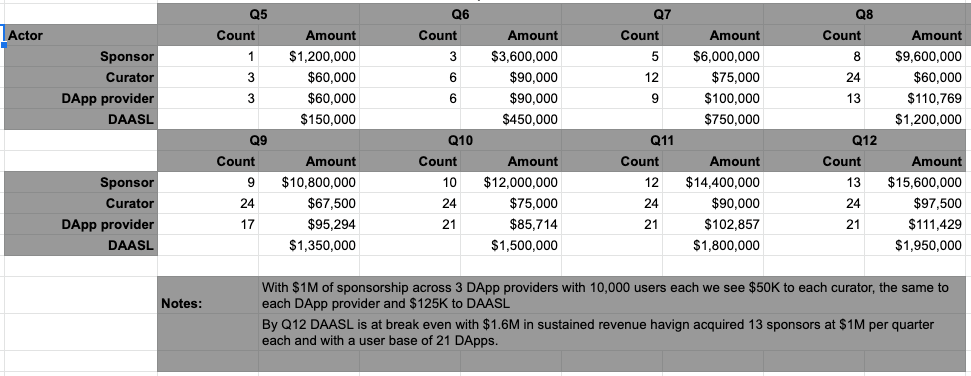 Q5 Q6 Q7 Q8
Actor Count Amount Count Amount Count Amount Count Amount
Sponsor 1 $1,200,000 3 $3,600,000 5 $6,000,000 8 $9,600,000
Curator 3 $60,000 6 $90,000 12 $75,000 24 $60,000
DApp provider 3 $60,000 6 $90,000 9 $100,000 13 $110,769
DAASL $150,000 $450,000 $750,000 $1,200,000
Q9 Q10 Q11 Q12
Count Amount Count Amount Count Amount Count Amount
Sponsor 9 $10,800,000 10 $12,000,000 12 $14,400,000 13 $15,600,000
Curator 24 $67,500 24 $75,000 24 $90,000 24 $97,500
DApp provider 17 $95,294 21 $85,714 21 $102,857 21 $111,429
DAASL $1,350,000 $1,500,000 $1,800,000 $1,950,000
With $1M of sponsorship across 3 DApp providers with 10,000 users each we see $50K to each curator, the same to
Notes: each DApp provider and $125K to DAASL
By Q12 DAASL is at break even with $1.6M in sustained revenue havign acquired 13 sponsors at $1M per quarter
each and with a user base of 21 DApps.